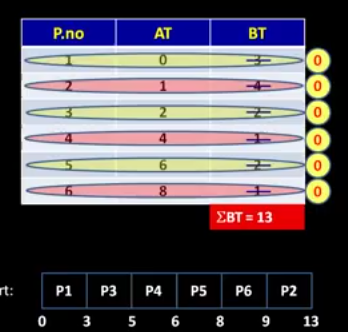 P.no AT BT
1 0 3 0
2 1 4 0
3 2 2 0
4 4 1 0
5 6 2 0
6 8 1 0
ΣBT = 13
rt: P1 P3 P4 P5 P6 P2
0 3 5 6 8 9 13